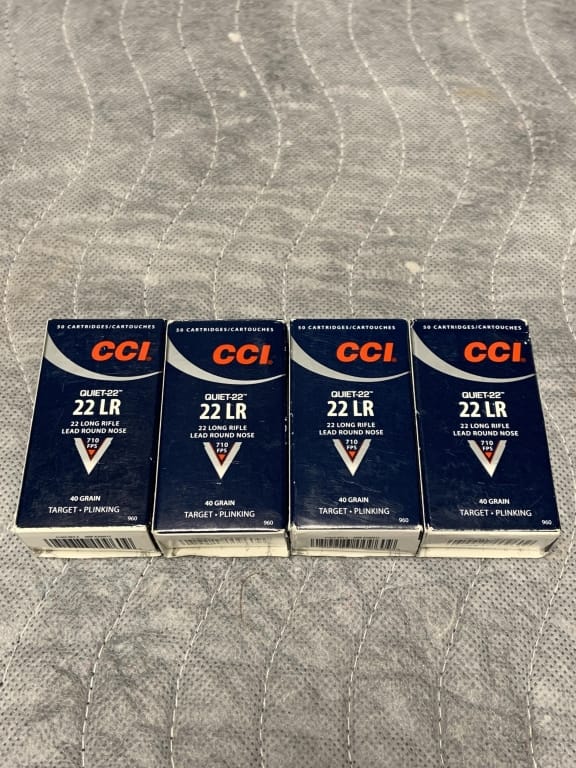 50 CARTRIDGES/CARTOUCHES
CCI®
QUIET-22™
22 LR
22 LONG RIFLE
LEAD ROUND NOSE
710
FPS
40 GRAIN
TARGET • PLINKING
960
50 CARTRIDGES/CARTOUCHES
CCI®
QUIET-22™
22 LR
22 LONG RIFLE
LEAD ROUND NOSE
710
FPS
40 GRAIN
TARGET • PLINKING
960
50 CARTRIDGES/CARTOUCHES
CCI®
QUIET-22™
22 LR
22 LONG RIFLE
LEAD ROUND NOSE
710
FPS
40 GRAIN
TARGET • PLINKING
960
50 CARTRIDGES/CARTOUCHES
CCI®
QUIET-22™
22 LR
22 LONG RIFLE
LEAD ROUND NOSE
710
FPS
40 GRAIN
TARGET • PLINKING
960